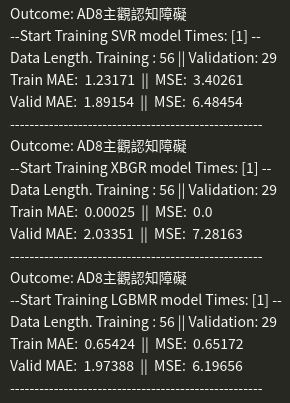 Outcome: AD8主觀認知障礙
--Start Training SVR model Times: [1] --
Data Length. Training : 56 || Validation: 29
Train MAE:  1.23171  ||  MSE:  3.40261
Valid MAE:  1.89154  ||  MSE:  6.48454
----------------------------------------------------
Outcome: AD8主觀認知障礙
--Start Training XBGR model Times: [1] --
Data Length. Training : 56 || Validation: 29
Train MAE:  0.00025  ||  MSE:  0.0
Valid MAE:  2.03351  ||  MSE:  7.28163
----------------------------------------------------
Outcome: AD8主觀認知障礙
--Start Training LGBMR model Times: [1] --
Data Length. Training : 56 || Validation: 29
Train MAE:  0.65424  ||  MSE:  0.65172
Valid MAE:  1.97388  ||  MSE:  6.19656
----------------------------------------------------